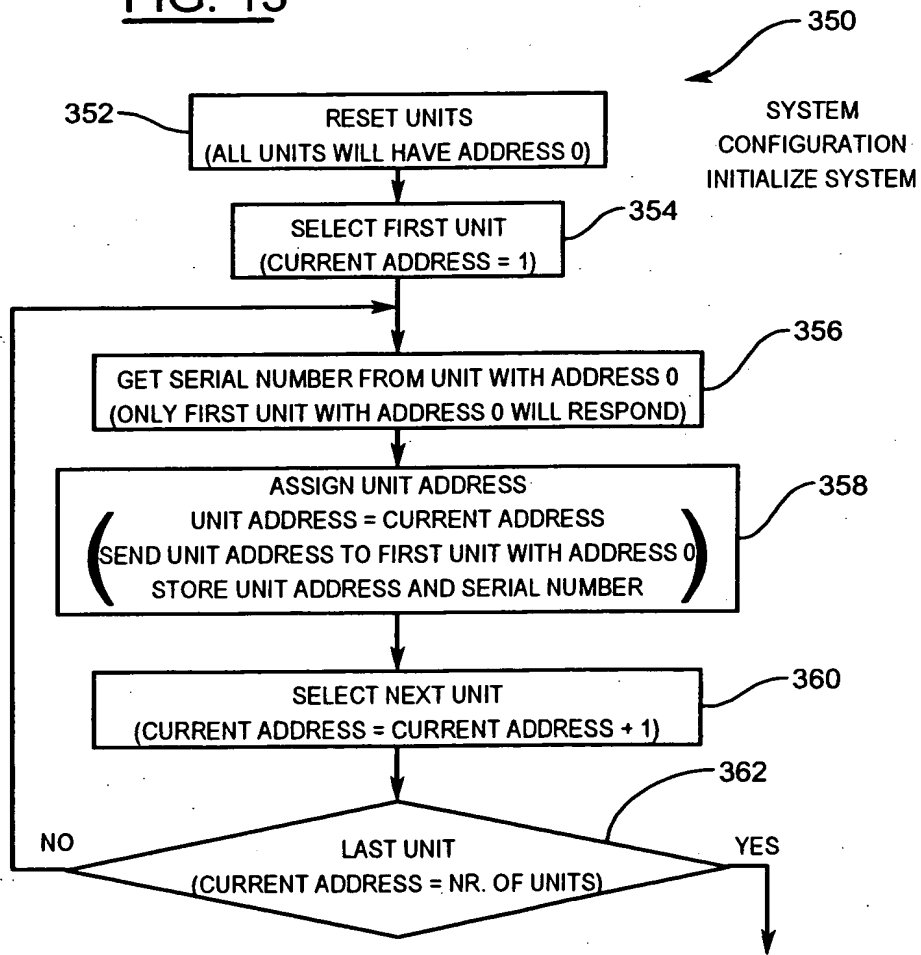 FIG. 13
350
SYSTEM
CONFIGURATION
INITIALIZE SYSTEM
352
RESET UNITS
(ALL UNITS WILL HAVE ADDRESS 0)
354
SELECT FIRST UNIT
(CURRENT ADDRESS = 1)
356
GET SERIAL NUMBER FROM UNIT WITH ADDRESS 0
(ONLY FIRST UNIT WITH ADDRESS 0 WILL RESPOND)
358
ASSIGN UNIT ADDRESS
(UNIT ADDRESS = CURRENT ADDRESS
SEND UNIT ADDRESS TO FIRST UNIT WITH ADDRESS 0
STORE UNIT ADDRESS AND SERIAL NUMBER)
360
SELECT NEXT UNIT
(CURRENT ADDRESS = CURRENT ADDRESS + 1)
362
NO
LAST UNIT
(CURRENT ADDRESS = NR. OF UNITS)
YES